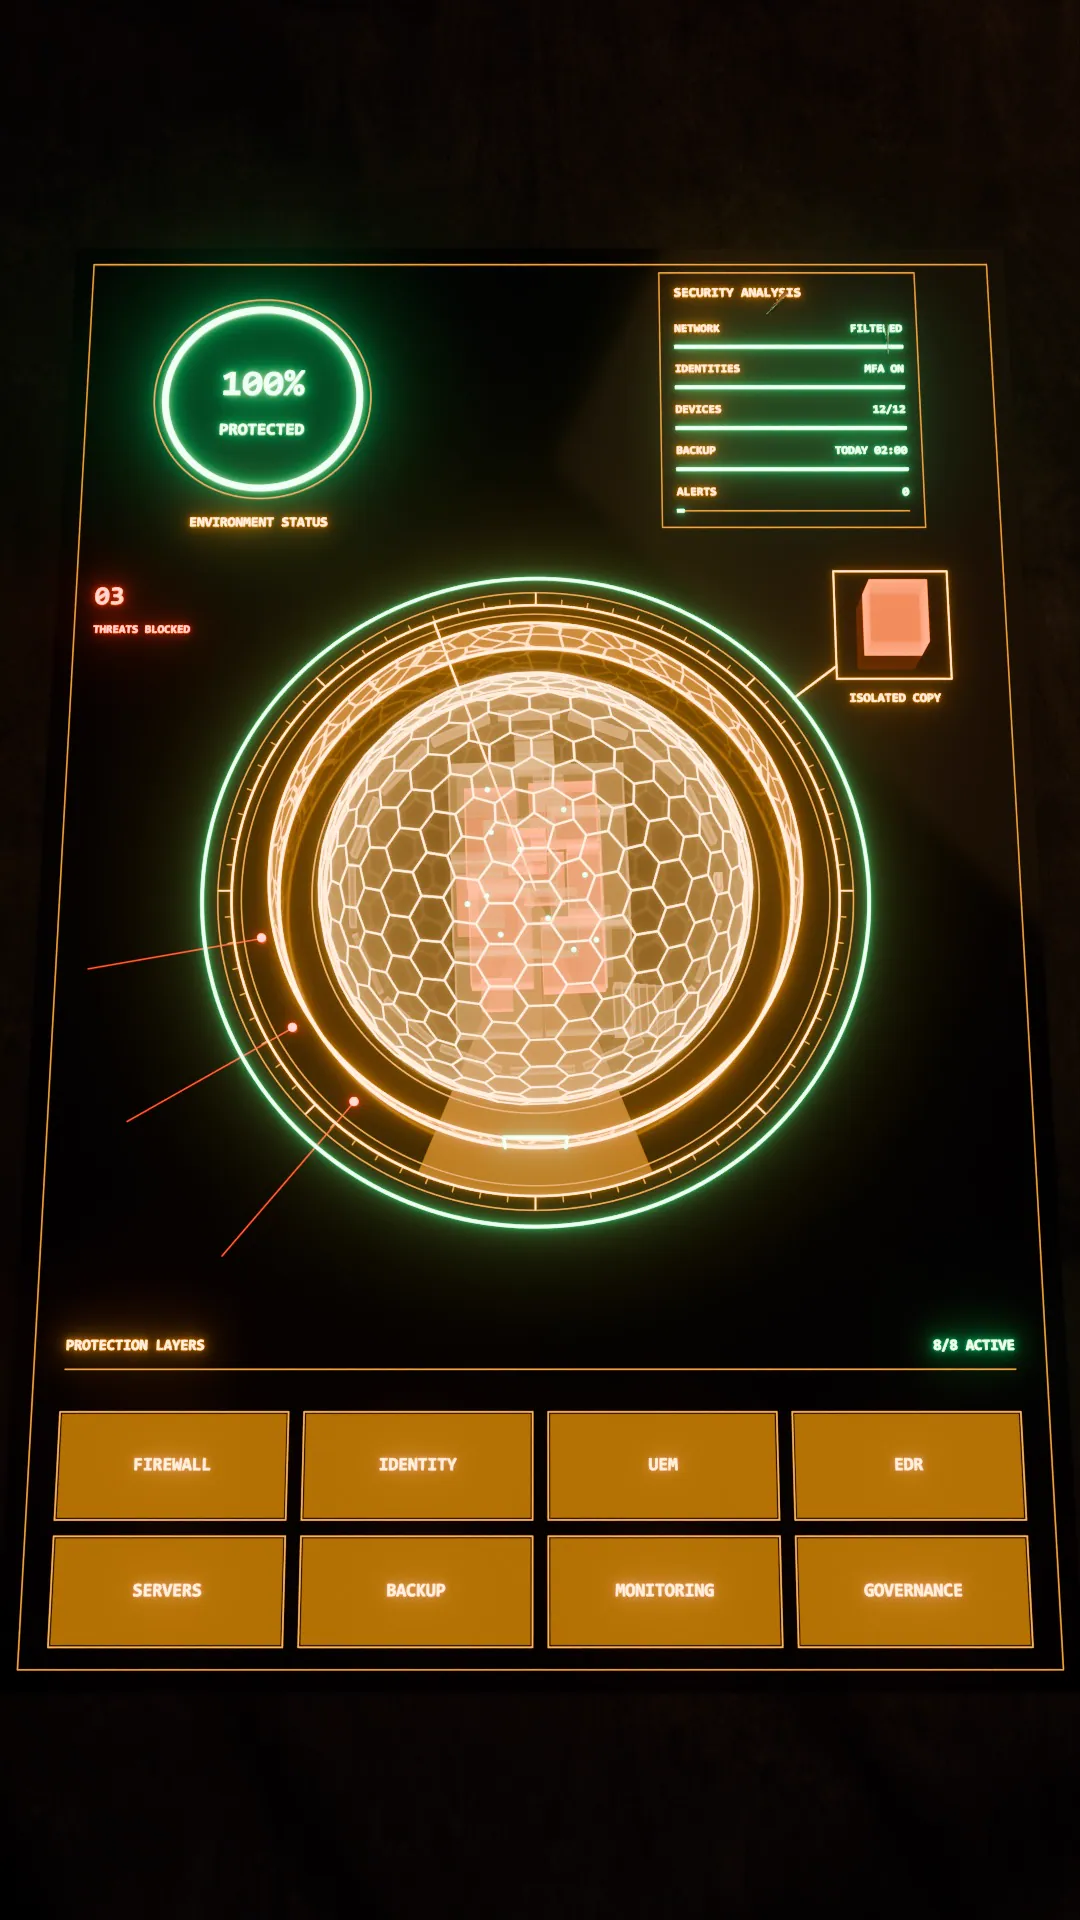 100%
PROTECTED
ENVIRONMENT STATUS
SECURITY ANALYSIS
NETWORK FILTERED
IDENTITIES MFA ON
DEVICES 12/12
BACKUP TODAY 02:00
ALERTS 0
03
THREATS BLOCKED
ISOLATED COPY
PROTECTION LAYERS 8/8 ACTIVE
FIREWALL IDENTITY UEM EDR
SERVERS BACKUP MONITORING GOVERNANCE